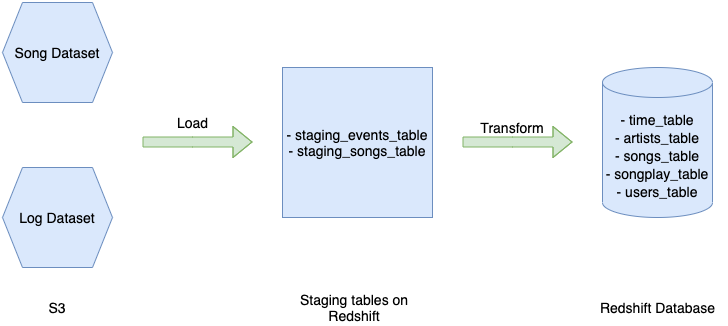 Song Dataset
Log Dataset
S3
Load
- staging_events_table
- staging_songs_table
Staging tables on
Redshift
Transform
- time_table
- artists_table
- songs_table
- songplay_table
- users_table
Redshift Database